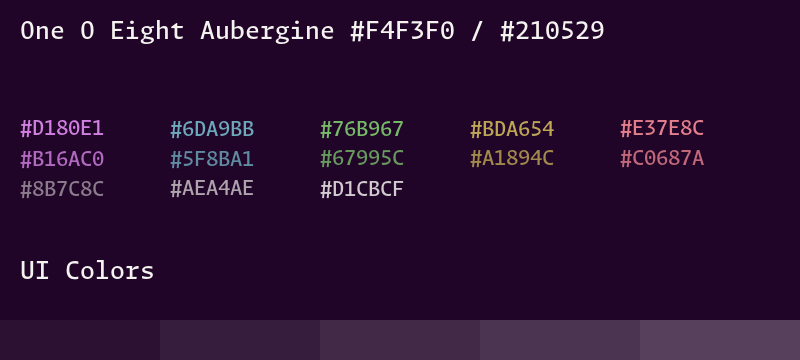 One O Eight Aubergine #F4F3F0 / #210529
#D180E1 #6DA9BB #76B967 #BDA654 #E37E8C
#B16AC0 #5F8BA1 #67995C #A1894C #C0687A
#8B7C8C #AEA4AE #D1CBCF
UI Colors